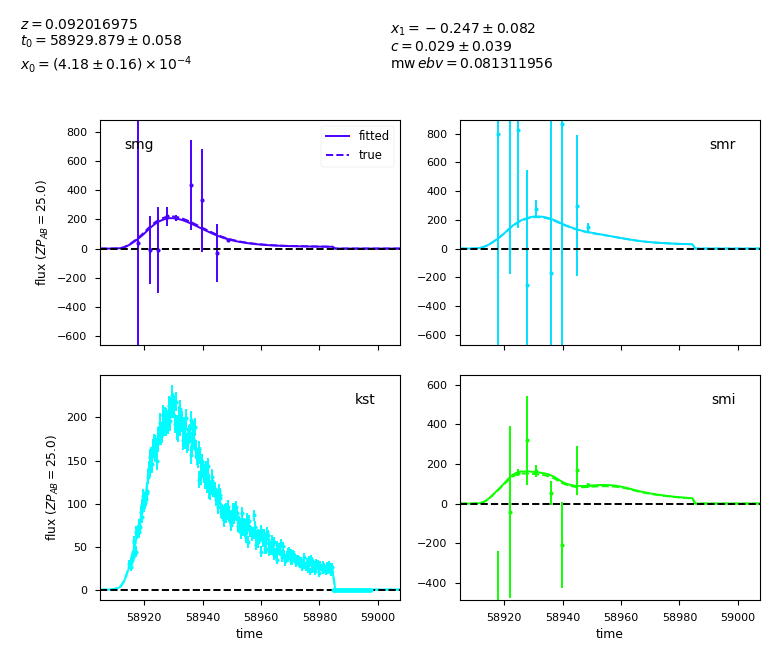 z = 0.092016975
t₀ = 58929.879 ± 0.058
x₀ = (4.18 ± 0.16) × 10⁻⁴
x₁ = −0.247 ± 0.082
c = 0.029 ± 0.039
mw ebv = 0.081311956
smg
fitted
true
800
600
400
200
0
−200
−400
−600
flux (ZP_AB = 25.0)
smr
800
600
400
200
0
−200
−400
−600
kst
200
150
100
50
0
flux (ZP_AB = 25.0)
58920 58940 58960 58980 59000
time
smi
600
400
200
0
−200
−400
58920 58940 58960 58980 59000
time